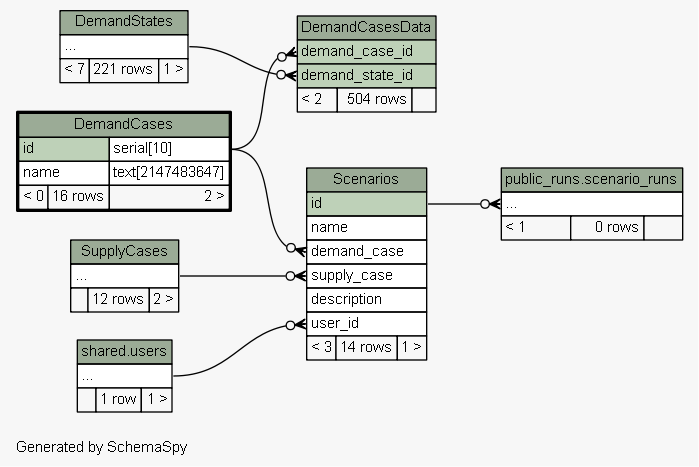 DemandStates
...
< 7 221 rows 1 >
DemandCasesData
demand_case_id
demand_state_id
< 2 504 rows
DemandCases
id serial[10]
name text[2147483647]
< 0 16 rows 2 >
Scenarios
id
name
demand_case
supply_case
description
user_id
< 3 14 rows 1 >
public_runs.scenario_runs
...
< 1 0 rows
SupplyCases
...
12 rows 2 >
shared.users
...
1 row 1 >
Generated by SchemaSpy